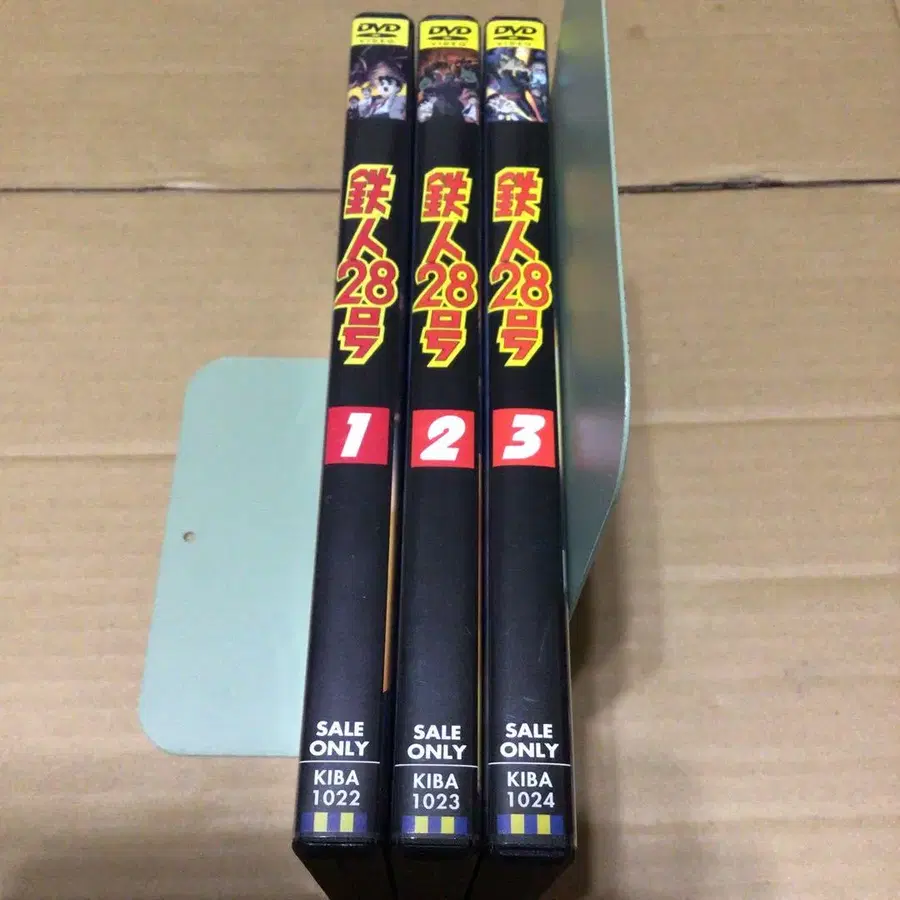 DVD
VIDEO
鉄人28号
1
SALE
ONLY
KIBA
1022
DVD
VIDEO
鉄人28号
2
SALE
ONLY
KIBA
1023
DVD
VIDEO
鉄人28号
3
SALE
ONLY
KIBA
1024